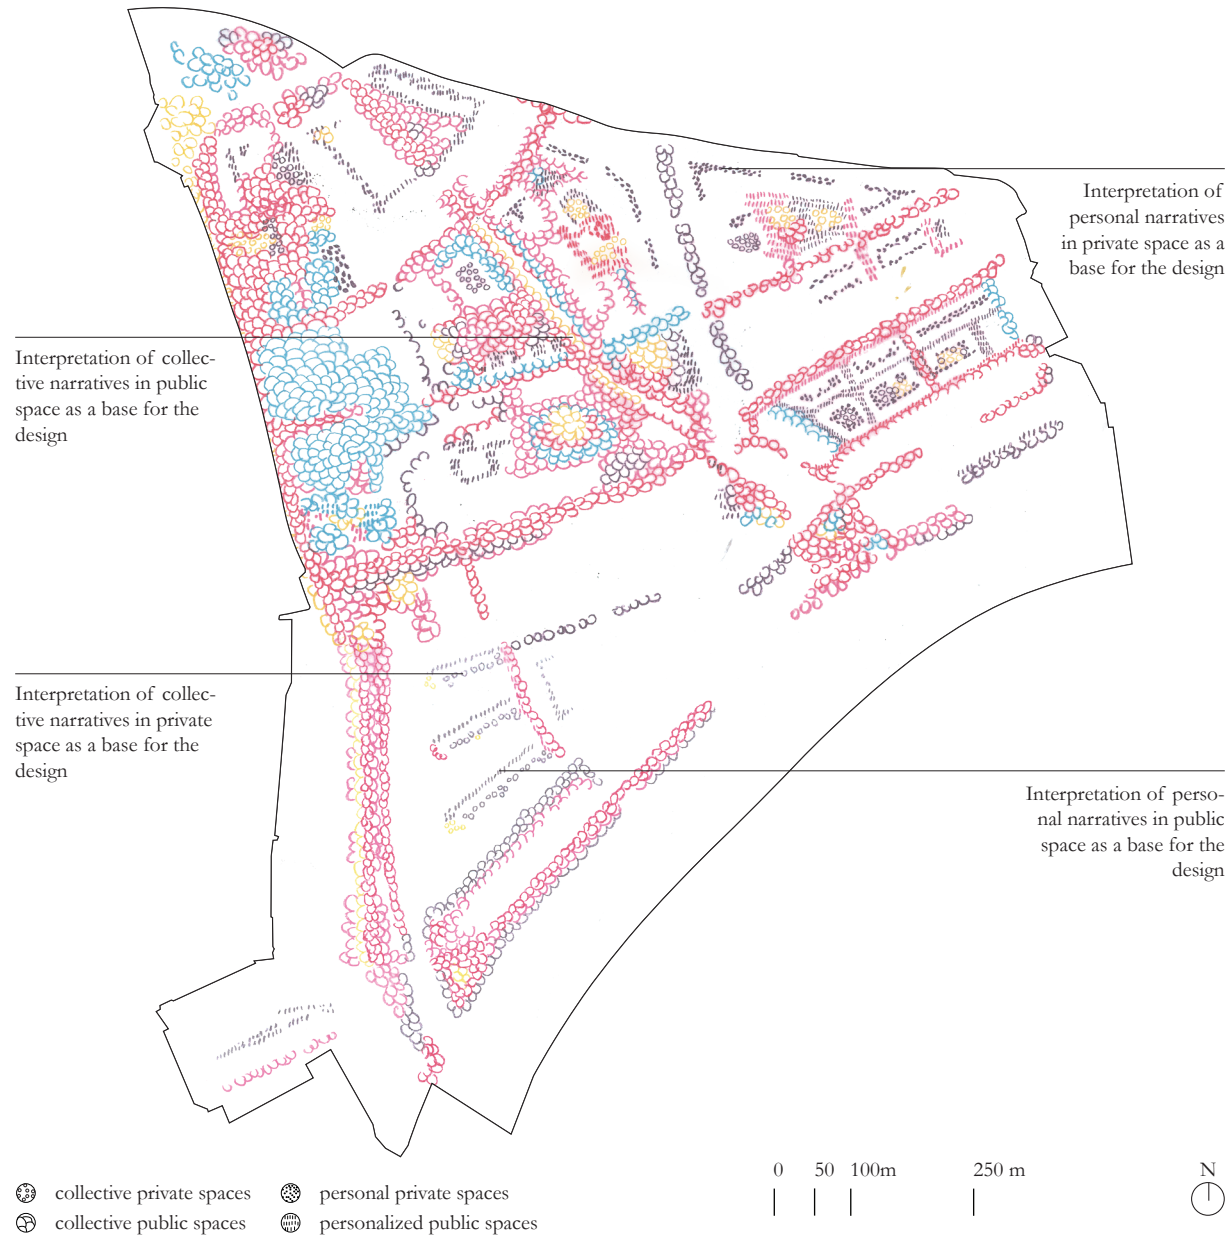 Interpretation of
personal narratives
in private space as a
base for the design
Interpretation of collec-
tive narratives in public
space as a base for the
design
Interpretation of collec-
tive narratives in private
space as a base for the
design
Interpretation of perso-
nal narratives in public
space as a base for the
design
0 50 100m 250 m N
collective private spaces personal private spaces
collective public spaces personalized public spaces